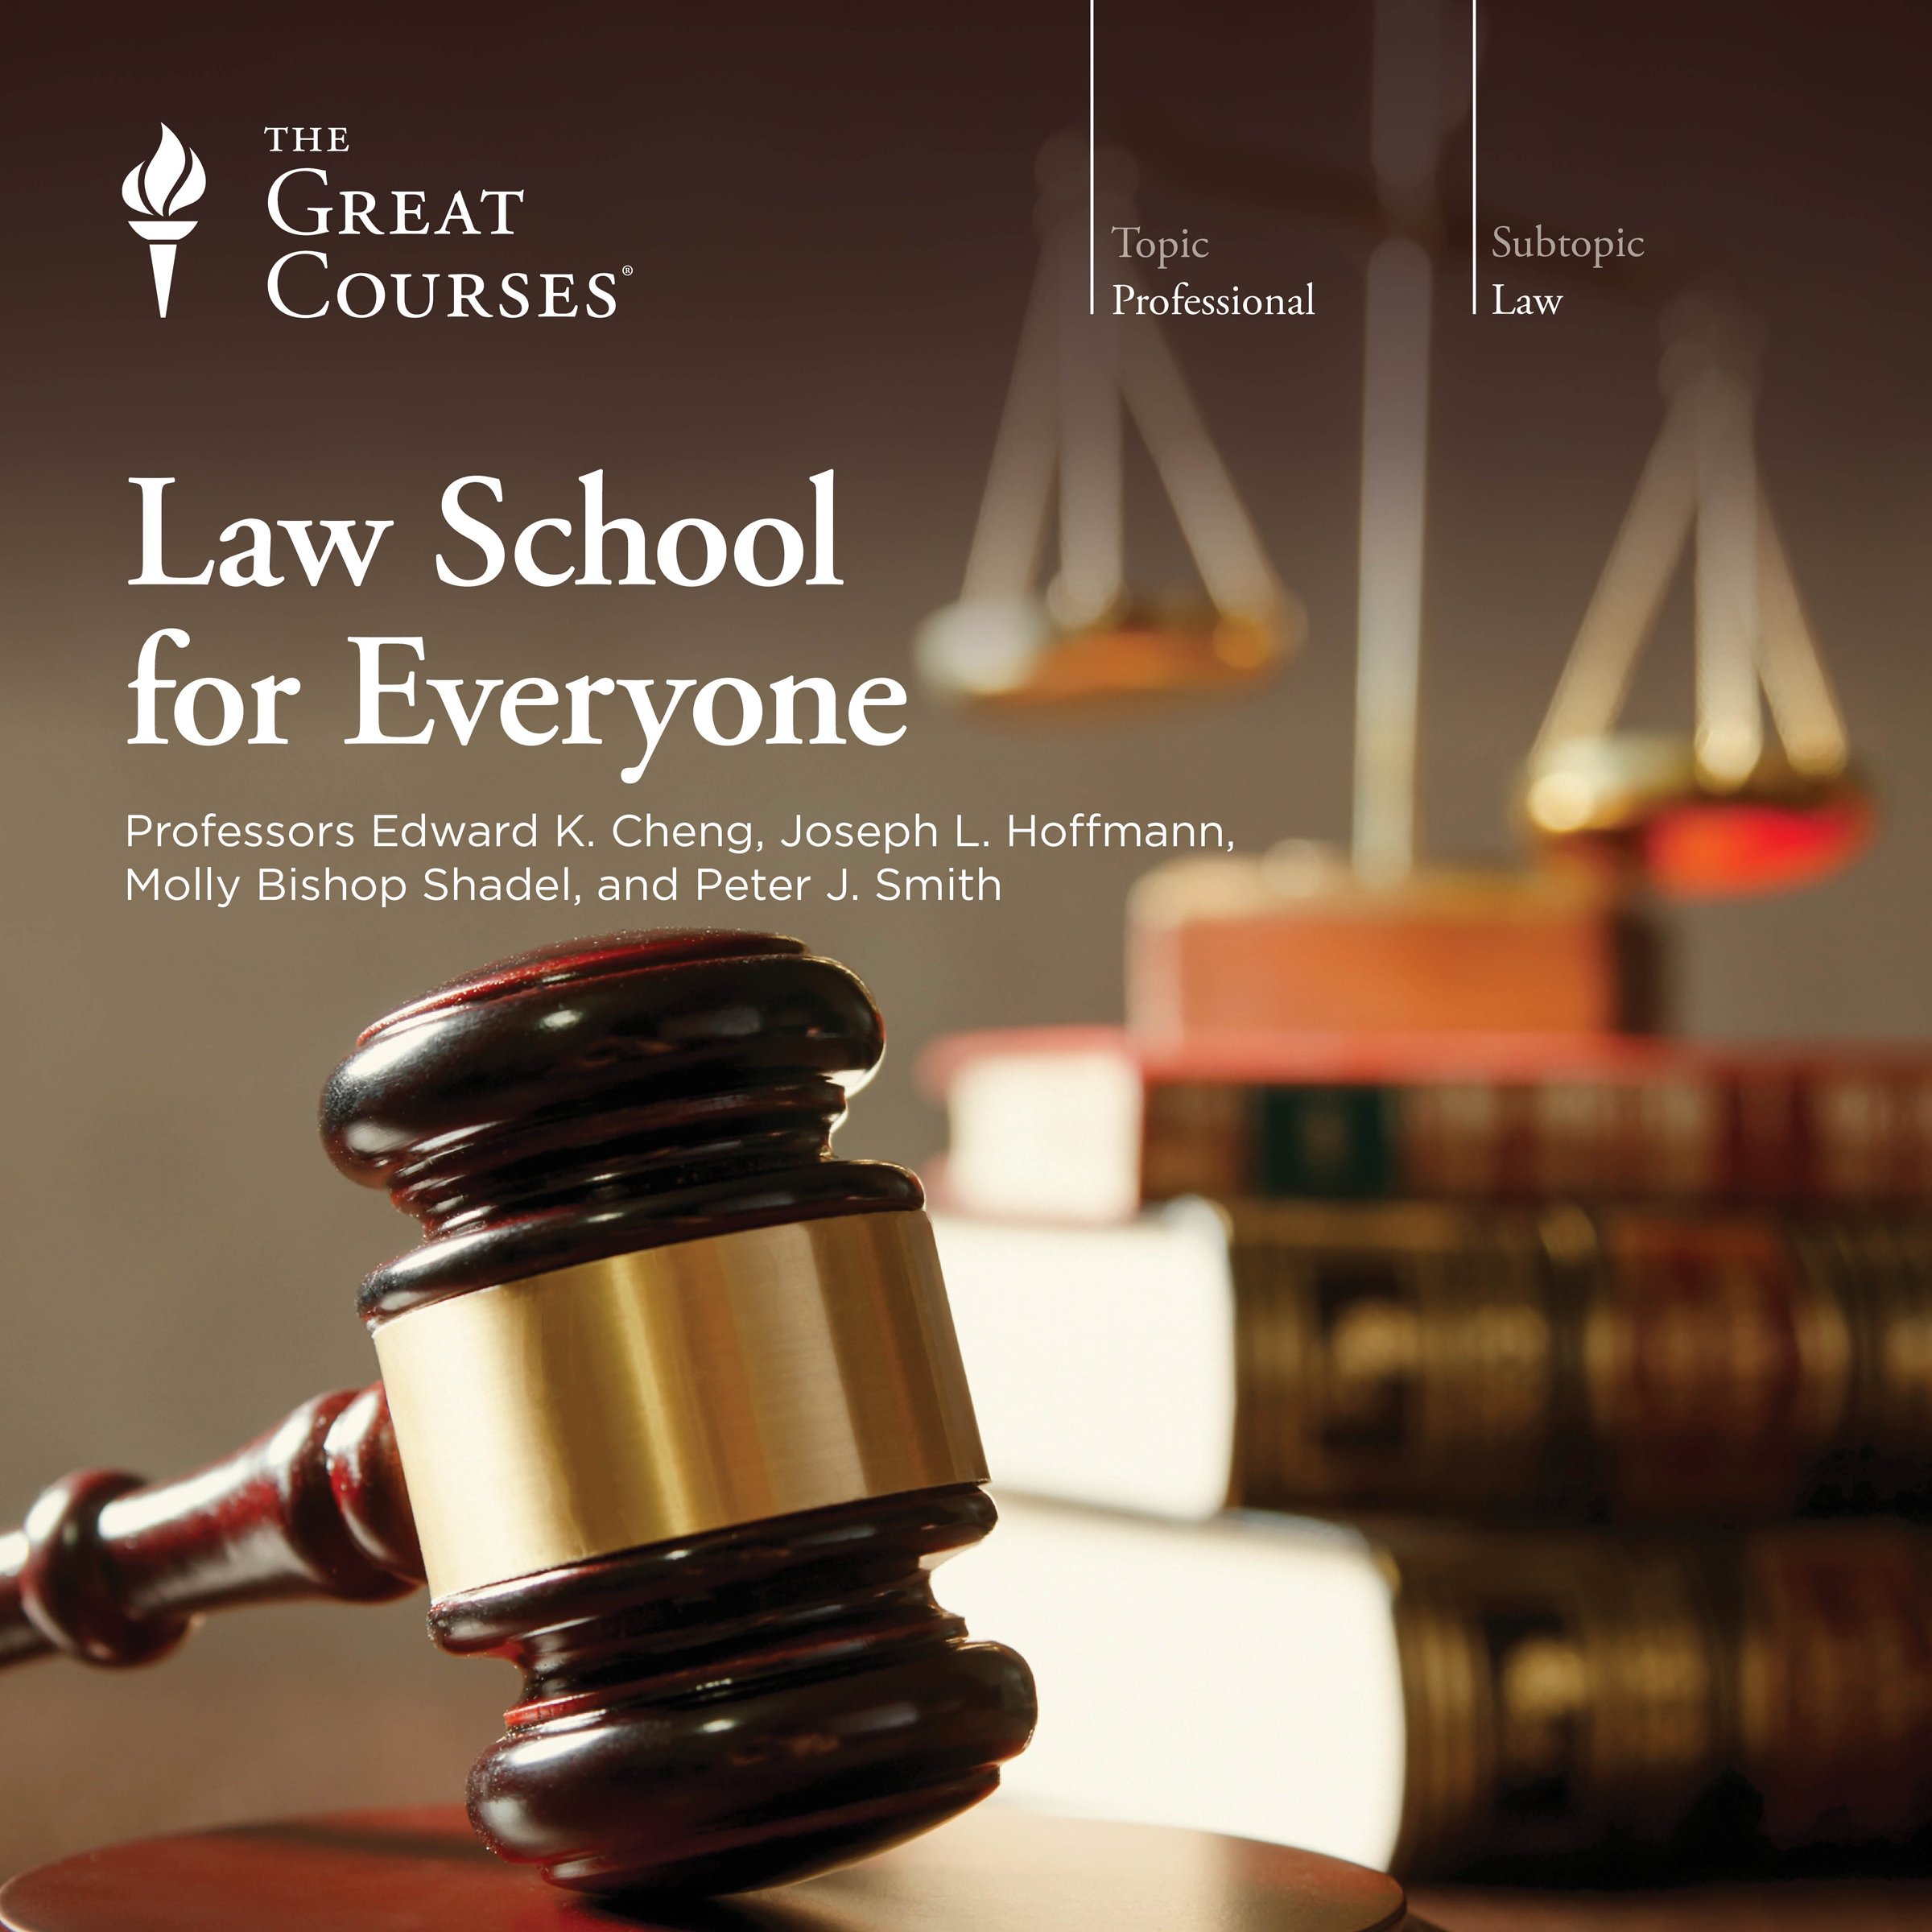 THE
GREAT
COURSES®
Topic
Professional
Subtopic
Law
Law School
for Everyone
Professors Edward K. Cheng, Joseph L. Hoffmann,
Molly Bishop Shadel, and Peter J. Smith